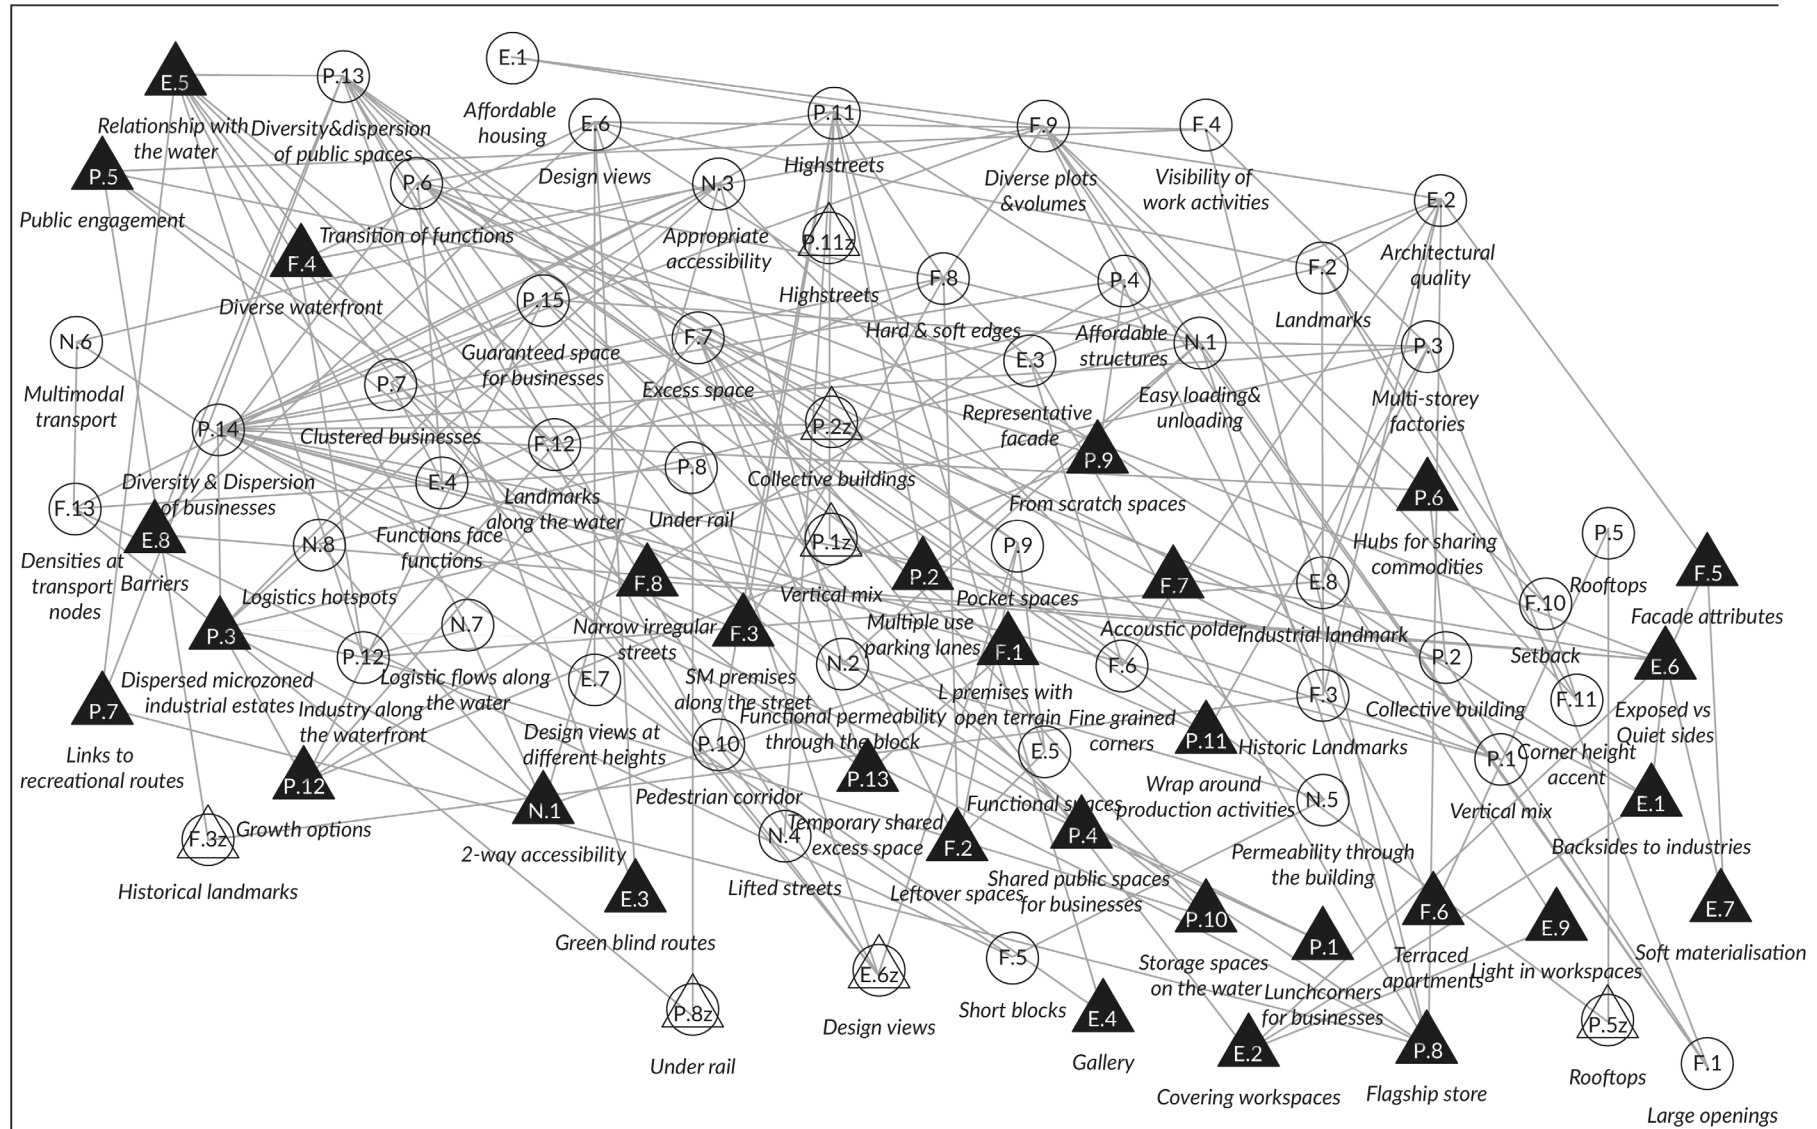 E.1
E.5
P.13
Affordable
housing
P.11
E.6
F.9
F.4
Relationship with
the water
Diversity&dispersion
of public spaces
Highstreets
P.5
P.6
Design views
N.3
Diverse plots
&volumes
Visibility of
work activities
E.2
Public engagement
Transition of functions
Appropriate
accessibility
P.11z
Architectural
quality
F.4
F.8
P.4
F.2
Diverse waterfront
P.15
Highstreets
Landmarks
N.6
F.7
Hard & soft edges
Affordable
structures
N.1
P.3
Guaranteed space
for businesses
E.3
Multimodal
transport
P.7
Excess space
Easy loading&
unloading
Multi-storey
factories
P.14
Clustered businesses
F.12
P.2z
Representative
facade
P.9
E.4
P.8
Collective buildings
P.6
Diversity & Dispersion
of businesses
Landmarks
along the water
From scratch spaces
F.13
Under rail
P.5
E.8
N.8
Functions face
functions
P.1z
P.9
Hubs for sharing
commodities
Densities at
transport
nodes
Barriers
F.8
P.2
F.7
E.8
Rooftops
F.5
Logistics hotspots
Vertical mix
Pocket spaces
F.10
Facade attributes
P.3
N.7
Narrow irregular
streets
F.3
Multiple use
parking lanes
F.1
Accoustic polder
Industrial landmark
P.12
N.2
F.6
P.2
Setback
E.6
Dispersed microzoned
industrial estates
Logistic flows along
the water
E.7
SM premises
along the street
L premises with
open terrain
F.3
F.11
P.7
Industry along
the waterfront
Functional permeability
through the block
Fine grained
corners
Collective building
Exposed vs
Quiet sides
Links to
recreational routes
Design views at
different heights
P.10
E.5
P.11
Historic Landmarks
P.1
Corner height
accent
P.12
P.13
Wrap around
production activities
N.1
Pedestrian corridor
Functional spaces
N.5
Vertical mix
E.1
F.3z
Growth options
N.4
Temporary shared
excess space
F.2
P.4
2-way accessibility
Permeability through
the building
Backsides to industries
Historical landmarks
E.3
Lifted streets
Leftover spaces
Shared public spaces
for businesses
P.10
F.6
E.9
E.7
Green blind routes
P.1
Terraced
apartments
Soft materialisation
E.6z
F.5
Storage spaces
on the water
Light in workspaces
P.8z
Short blocks
E.4
Lunchcorners
for businesses
P.5z
Design views
E.2
P.8
Under rail
Gallery
Rooftops
F.1
Covering workspaces
Flagship store
Large openings